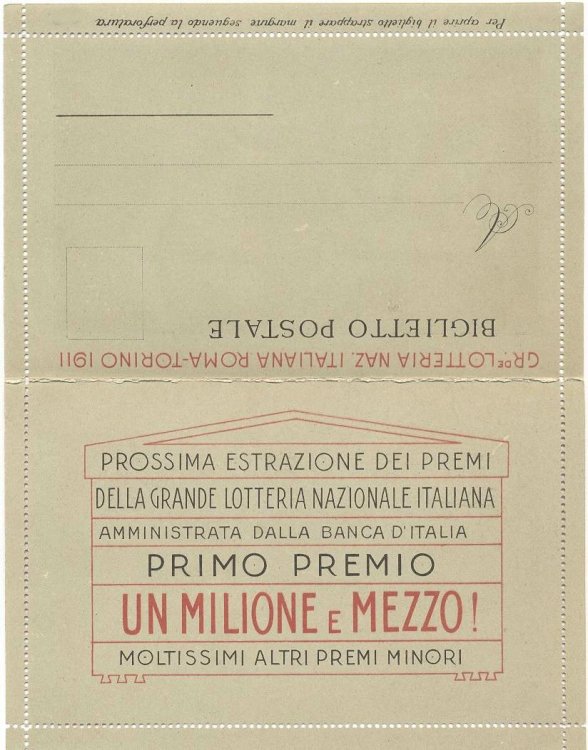 Per aprire il biglietto strappare il margine seguendo la perforatura
GR.DE LOTTERIA NAZ. ITALIANA ROMA-TORINO 1911
BIGLIETTO POSTALE
A
PROSSIMA ESTRAZIONE DEI PREMI
DELLA GRANDE LOTTERIA NAZIONALE ITALIANA
AMMINISTRATA DALLA BANCA D'ITALIA
PRIMO PREMIO
UN MILIONE E MEZZO!
MOLTISSIMI ALTRI PREMI MINORI